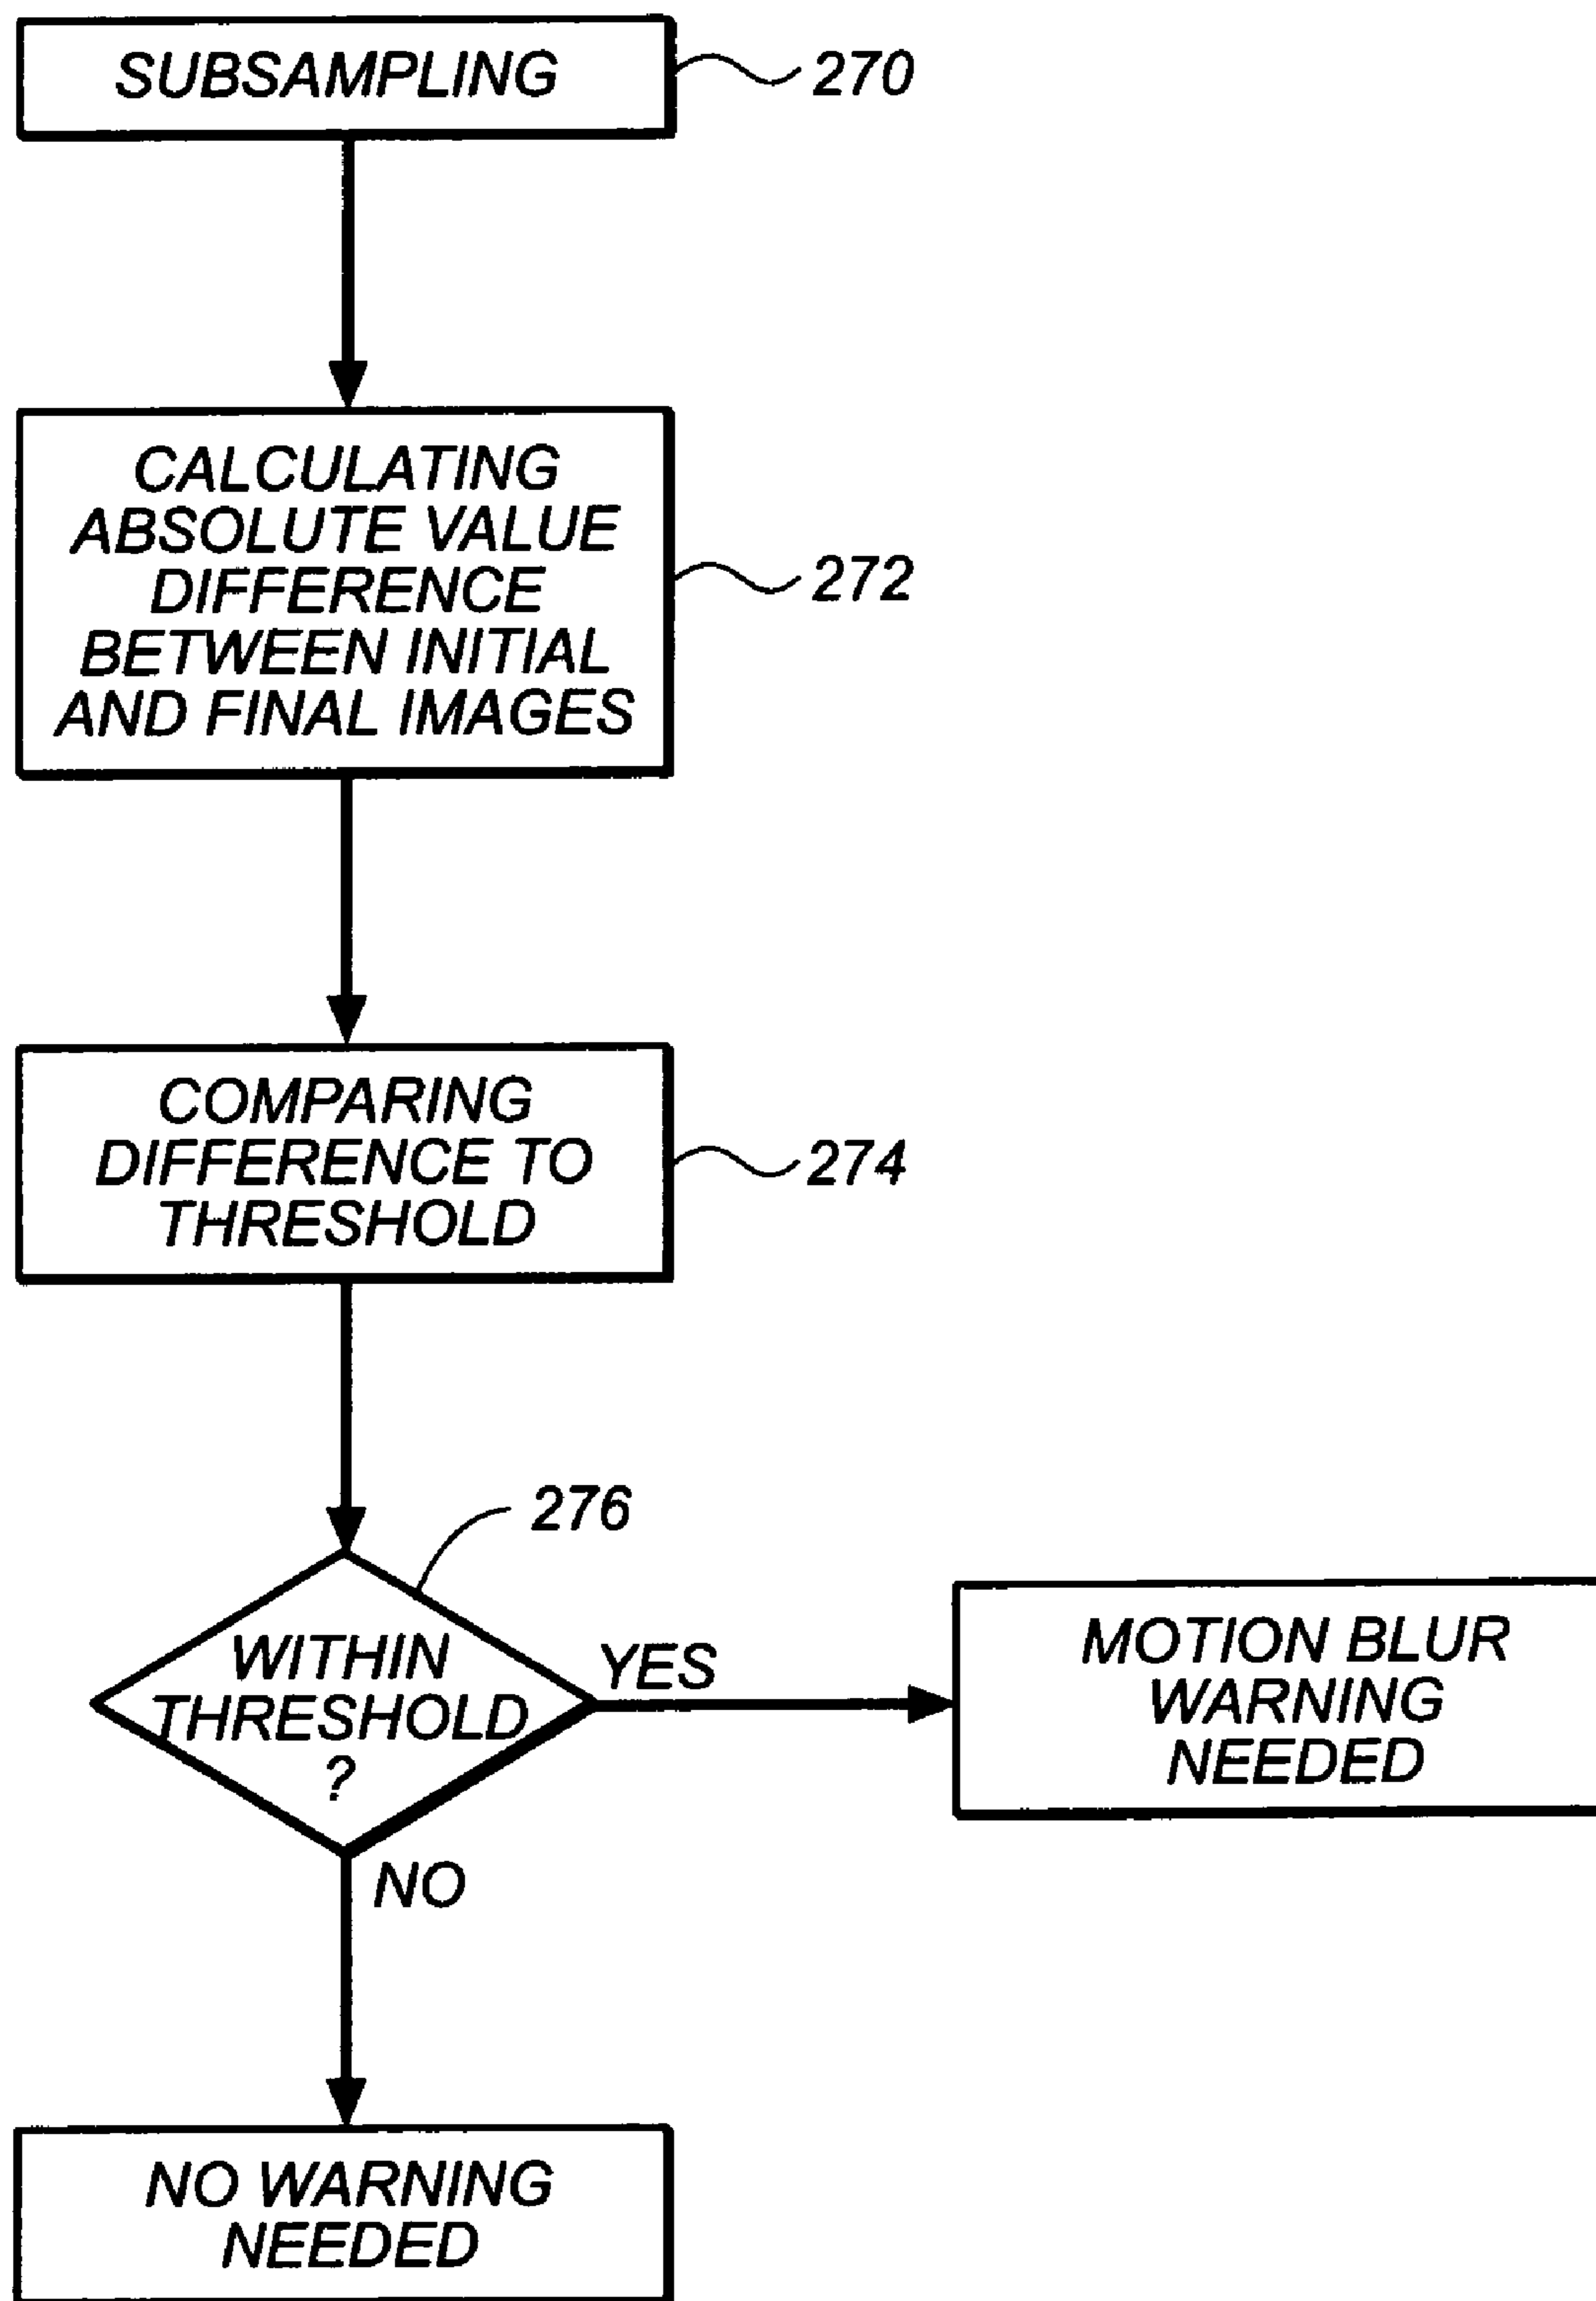 SUBSAMPLING
270
CALCULATING
ABSOLUTE VALUE
DIFFERENCE
BETWEEN INITIAL
AND FINAL IMAGES
272
COMPARING
DIFFERENCE TO
THRESHOLD
274
276
WITHIN
THRESHOLD
?
YES
MOTION BLUR
WARNING
NEEDED
NO
NO WARNING
NEEDED